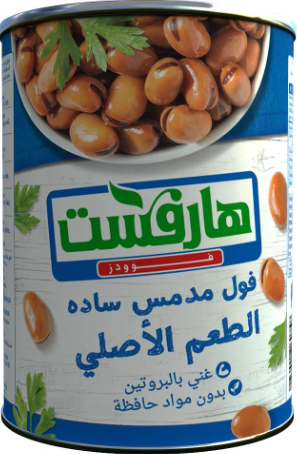 هارفست
فوودز
فول مدمس ساده
الطعم الأصلي
غني بالبروتين
بدون مواد حافظة